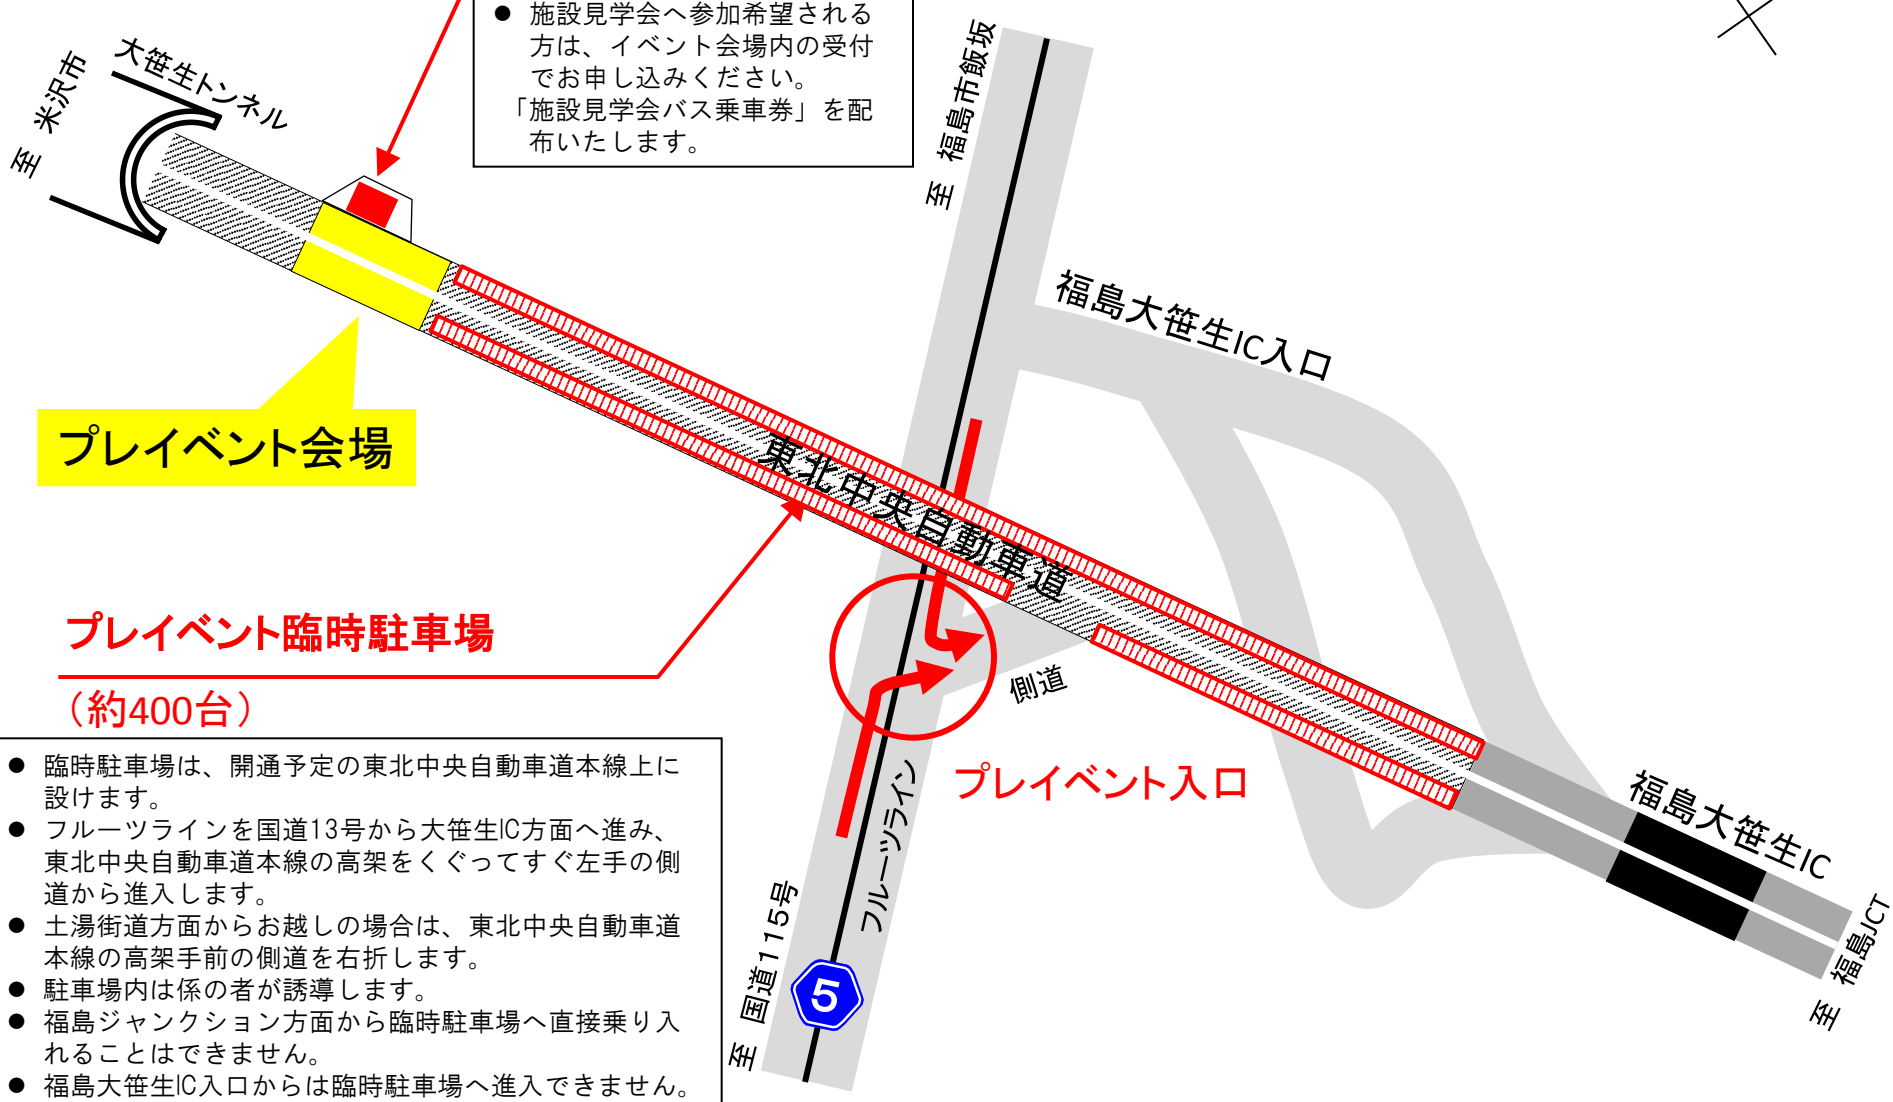 ● 施設見学会へ参加希望される
方は、イベント会場内の受付
でお申し込みください。
「施設見学会バス乗車券」を配
布いたします。
至 米沢市
大笹生トンネル
至 福島市飯坂
福島大笹生IC入口
プレイベント会場
東北中央自動車道
プレイベント臨時駐車場
（約400台）
側道
プレイベント入口
フルーツライン
福島大笹生IC
至 国道115号
5
至 福島JCT
● 臨時駐車場は、開通予定の東北中央自動車道本線上に
設けます。
● フルーツラインを国道13号から大笹生IC方面へ進み、
東北中央自動車道本線の高架をくぐってすぐ左手の側
道から進入します。
● 土湯街道方面からお越しの場合は、東北中央自動車道
本線の高架手前の側道を右折します。
● 駐車場内は係の者が誘導します。
● 福島ジャンクション方面から臨時駐車場へ直接乗り入
れることはできません。
● 福島大笹生IC入口からは臨時駐車場へ進入できません。